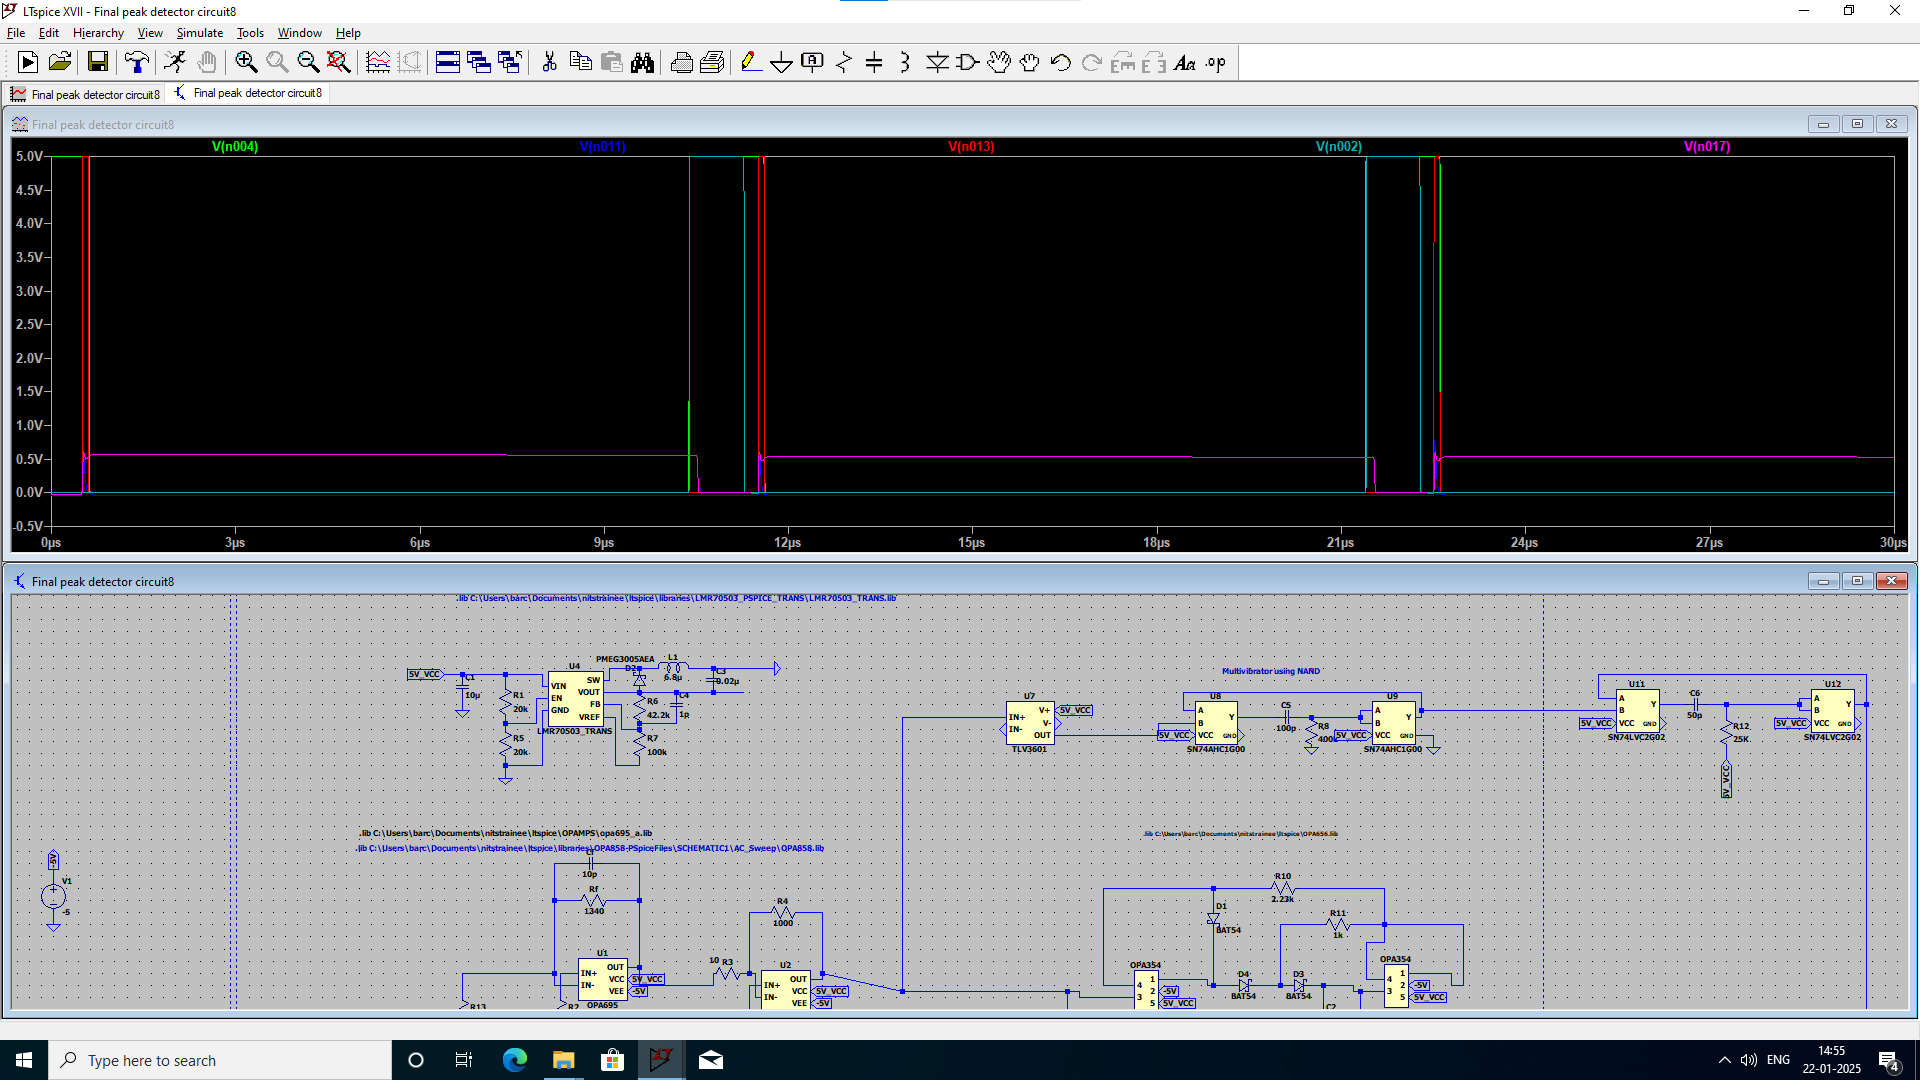 LTspice XVII - Final peak detector circuit8
File Edit Hierarchy View Simulate Tools Window Help
Final peak detector circuit8 Final peak detector circuit8
Final peak detector circuit8
V(n004) V(n011) V(n013) V(n002) V(n017)
5.0V
4.5V
4.0V
3.5V
3.0V
2.5V
2.0V
1.5V
1.0V
0.5V
0.0V
-0.5V
0µs 3µs 6µs 9µs 12µs 15µs 18µs 21µs 24µs 27µs 30µs
Final peak detector circuit8
.lib C:\Users\barc\Documents\nitstrainee\ltspice\libraries\LMR70503_PSPICE_TRANS\LMR70503_TRANS.lib
5V_VCC
C1
10µ
R1
20k
R5
20k
U4
VIN
EN
GND
SW
VOUT
FB
VREF
LMR70503_TRANS
PMEG3005AEA
D2
L1
6.8µ
C3
0.02µ
C4
1p
R6
42.2k
R7
100k
U7
IN+
IN-
V+
V-
OUT
5V_VCC
TLV3601
Multivibrator using NAND
U8
A
B
VCC
Y
GND
5V_VCC
SN74AHC1G00
C5
100p
R8
400k
U9
A
B
VCC
Y
GND
5V_VCC
SN74AHC1G00
U11
A
B
VCC
Y
GND
5V_VCC
SN74LVC2G02
C6
50p
R12
25K
5V_VCC
U12
A
B
VCC
Y
GND
5V_VCC
SN74LVC2G02
.lib C:\Users\barc\Documents\nitstrainee\ltspice\OPAMPS\opa695_a.lib
.lib C:\Users\barc\Documents\nitstrainee\ltspice\libraries\OPA858-PSpiceFiles\SCHEMATIC1\AC_Sweep\OPA858.lib
.lib C:\Users\barc\Documents\nitstrainee\ltspice\OPA656.lib
-5V
V1
-5
Cf
10p
Rf
1340
U1
IN+
IN-
OUT
VCC
VEE
5V_VCC
-5V
OPA695
R13
R2
10 R3
R4
1000
U2
IN+
IN-
OUT
VCC
VEE
5V_VCC
-5V
R10
2.23k
D1
BAT54
R11
1k
OPA354
4
3
1
2
5
-5V
5V_VCC
D4
BAT54
D3
BAT54
C2
OPA354
4
3
1
2
5
-5V
5V_VCC
Type here to search
ENG
14:55
22-01-2025
4